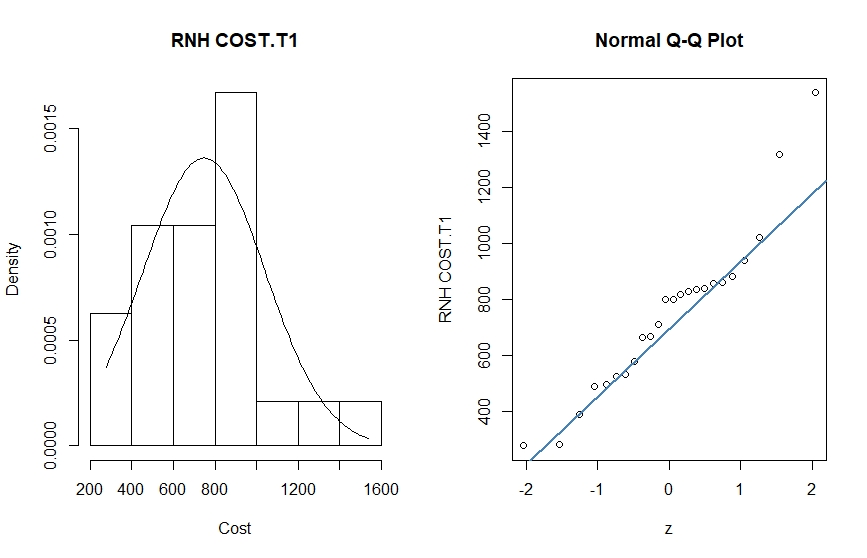 RNH COST.T1
Density
0.0000 0.0005 0.0010 0.0015
200 400 600 800 1200 1600
Cost
Normal Q-Q Plot
RNH COST.T1
400 600 800 1000 1200 1400
-2 -1 0 1 2
z